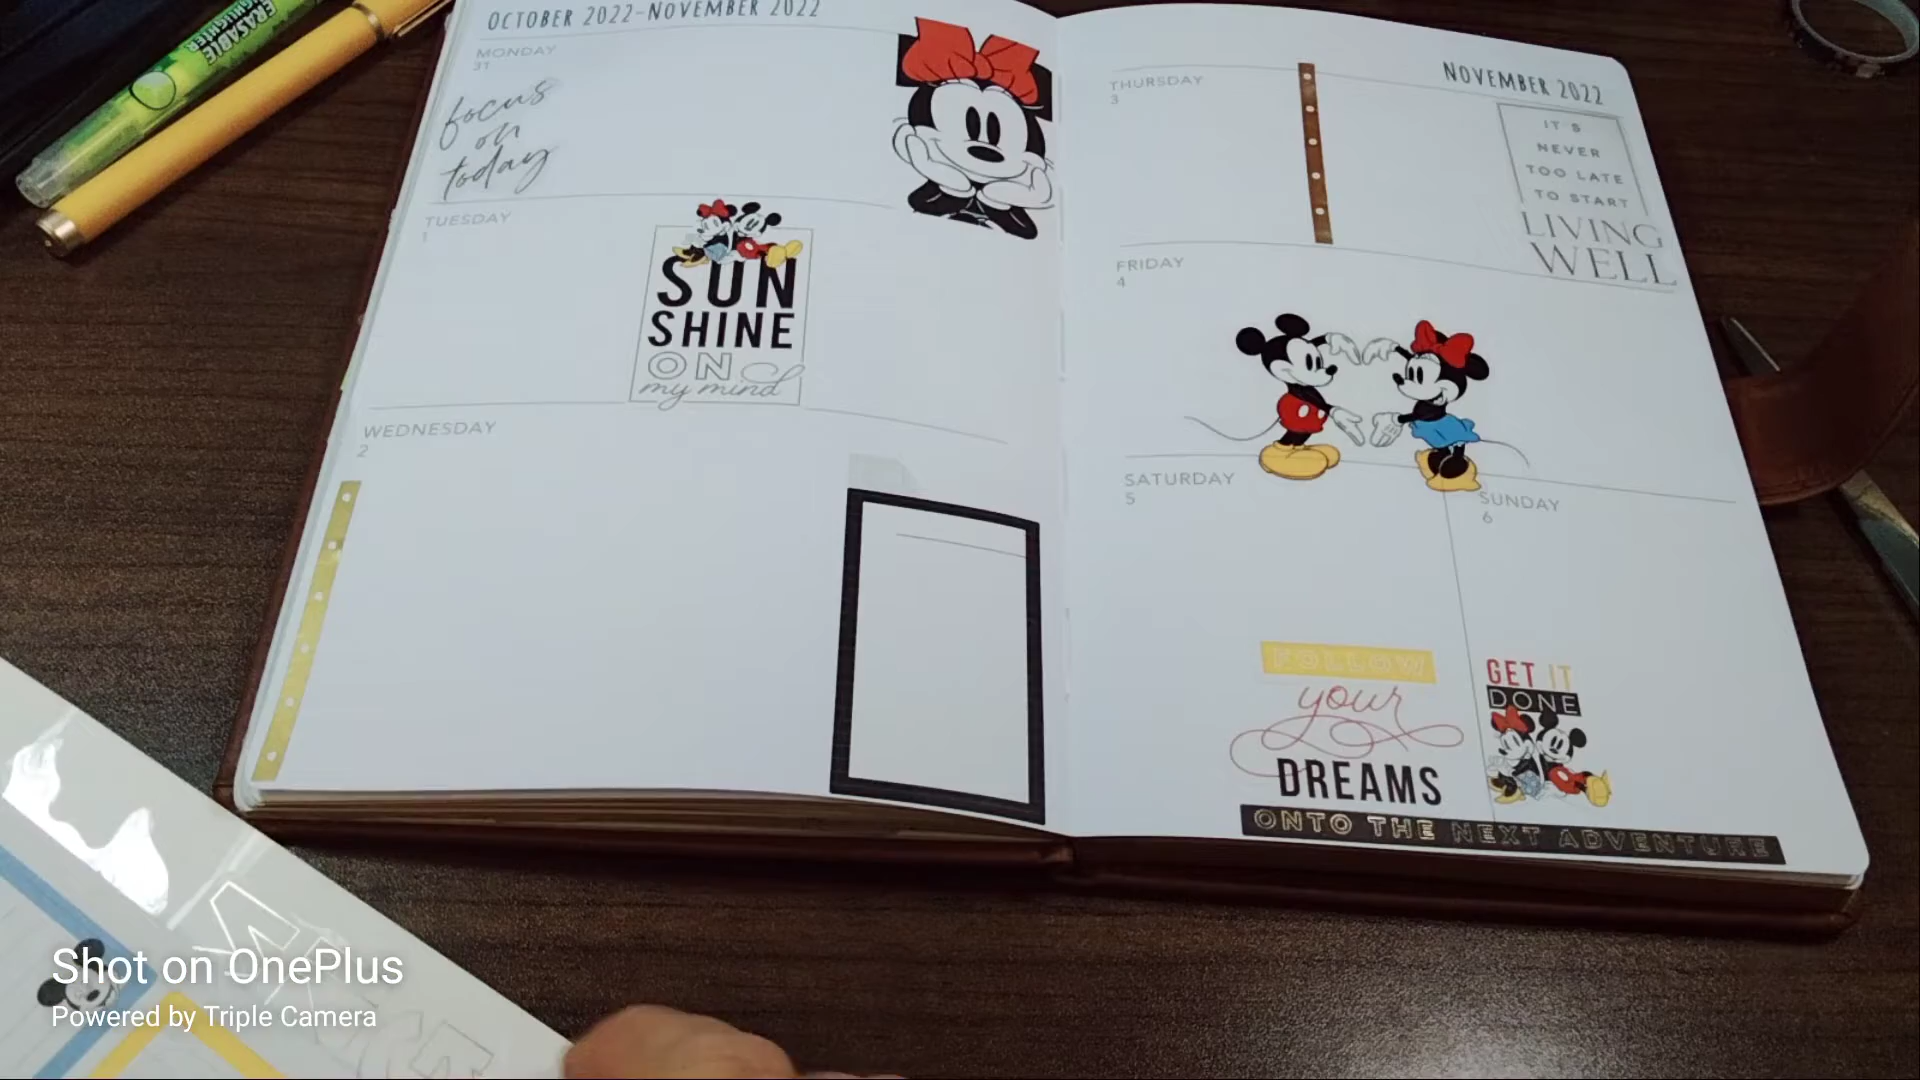 OCTOBER 2022-NOVEMBER 2022
MONDAY
31
focus
on
today
TUESDAY
1
SUN
SHINE
ON
my mind
WEDNESDAY
2
NOVEMBER 2022
THURSDAY
3
IT'S
NEVER
TOO LATE
TO START
LIVING
WELL
FRIDAY
4
SATURDAY
5
SUNDAY
6
FOLLOW
your
DREAMS
GET IT
DONE
ONTO THE NEXT ADVENTURE
ERASABLE
HIGHLIGHTER
Shot on OnePlus
Powered by Triple Camera